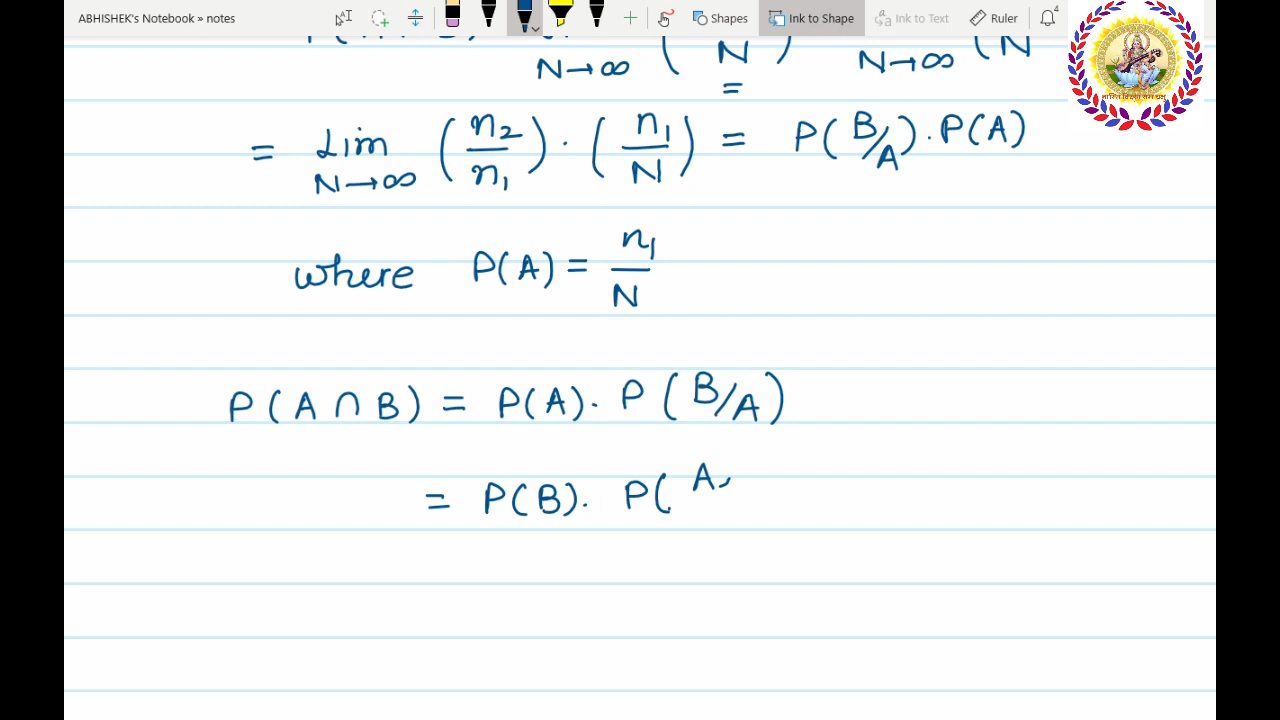 ABHISHEK's Notebook » notes
Shapes Ink to Shape Ink to Text Ruler
N→∞ ( N ) N→∞ ( N
=
= Lim N→∞ (n2/n1) · (n1/N) = P(B/A)·P(A)
where P(A) = n1/N
P(A ∩ B) = P(A)· P(B/A)
= P(B)· P( A